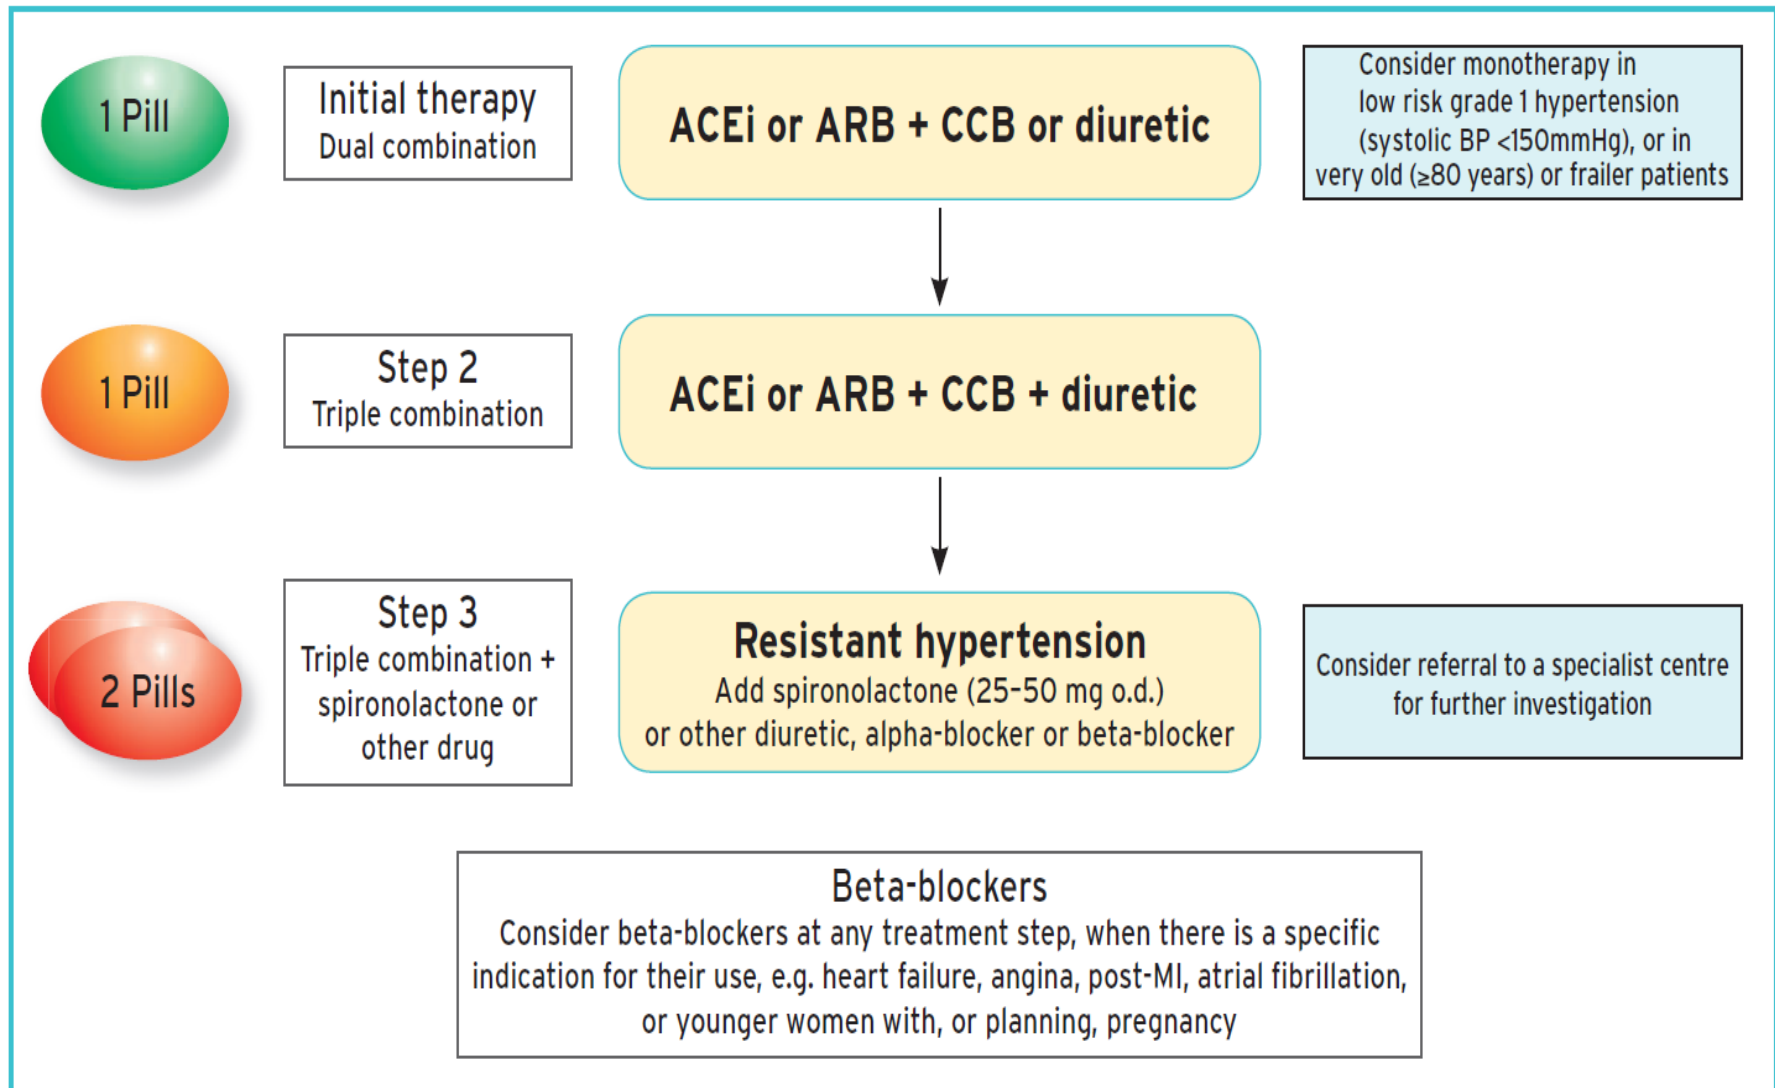 1 Pill
Initial therapy
Dual combination
ACEi or ARB + CCB or diuretic
Consider monotherapy in
low risk grade 1 hypertension
(systolic BP <150mmHg), or in
very old (≥80 years) or frailer patients
1 Pill
Step 2
Triple combination
ACEi or ARB + CCB + diuretic
2 Pills
Step 3
Triple combination +
spironolactone or
other drug
Resistant hypertension
Add spironolactone (25–50 mg o.d.)
or other diuretic, alpha-blocker or beta-blocker
Consider referral to a specialist centre
for further investigation
Beta-blockers
Consider beta-blockers at any treatment step, when there is a specific
indication for their use, e.g. heart failure, angina, post-MI, atrial fibrillation,
or younger women with, or planning, pregnancy